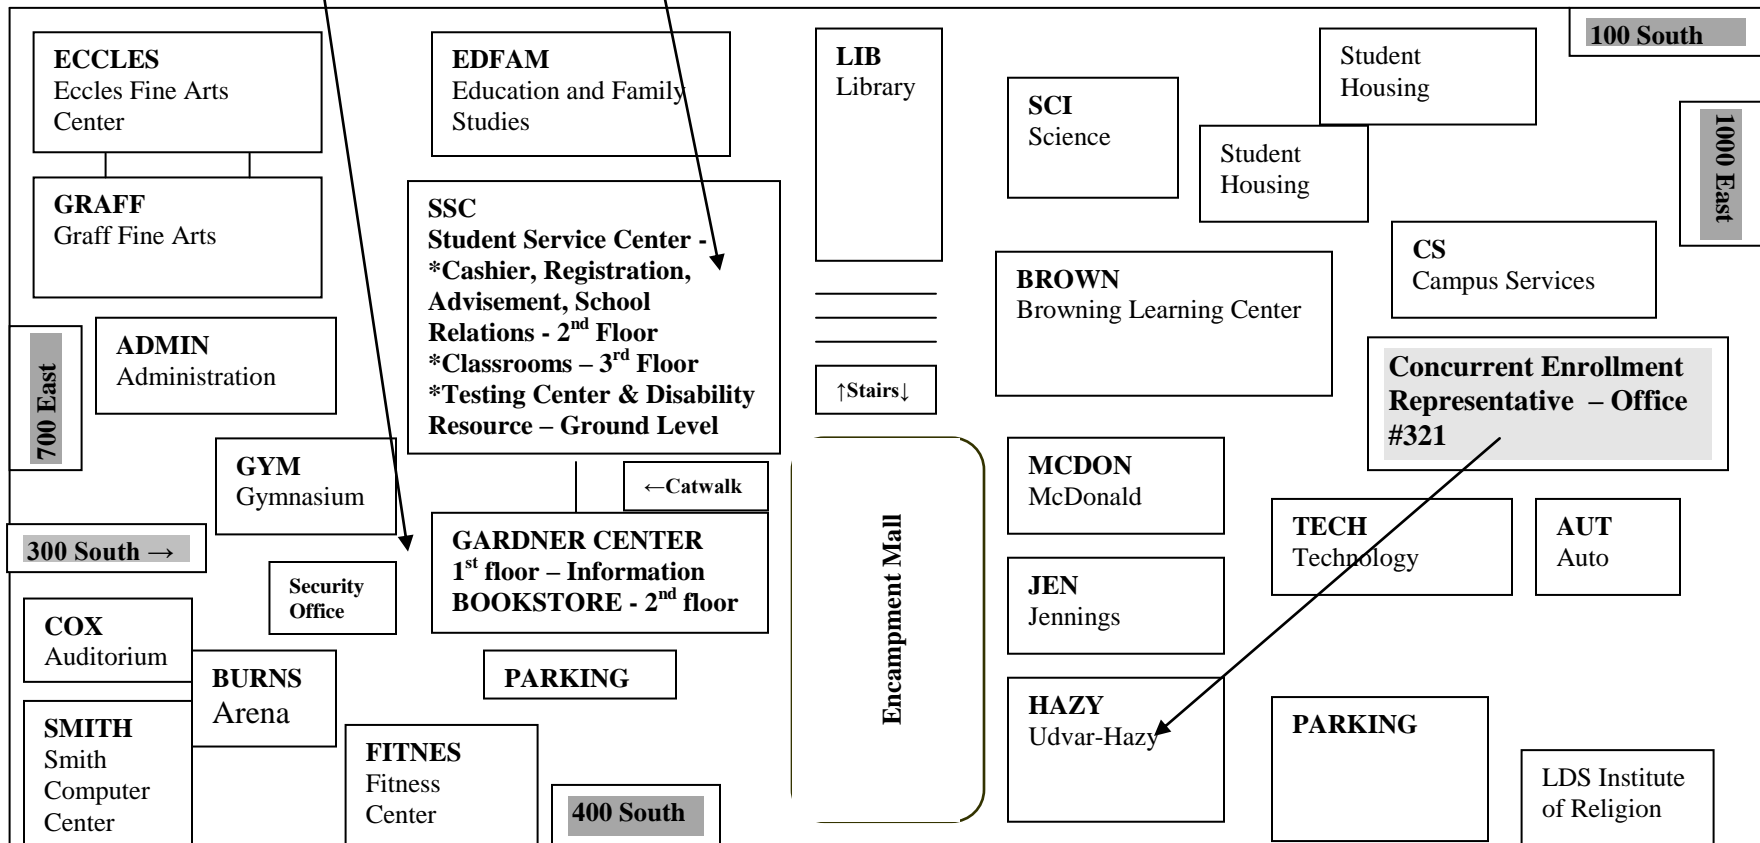 ECCLES
Eccles Fine Arts
Center
EDFAM
Education and Family
Studies
LIB
Library
SCI
Science
Student
Housing
100 South
Student
Housing
1000 East
GRAFF
Graff Fine Arts
SSC
Student Service Center -
*Cashier, Registration,
Advisement, School
Relations - 2nd Floor
*Classrooms – 3rd Floor
*Testing Center & Disability
Resource – Ground Level
BROWN
Browning Learning Center
CS
Campus Services
ADMIN
Administration
700 East
↑Stairs↓
Concurrent Enrollment
Representative – Office
#321
GYM
Gymnasium
←Catwalk
MCDON
McDonald
300 South →
Security
Office
GARDNER CENTER
1st floor – Information
BOOKSTORE - 2nd floor
Encampment Mall
TECH
Technology
AUT
Auto
JEN
Jennings
COX
Auditorium
BURNS
Arena
PARKING
HAZY
Udvar-Hazy
PARKING
SMITH
Smith
Computer
Center
FITNES
Fitness
Center
400 South
LDS Institute
of Religion